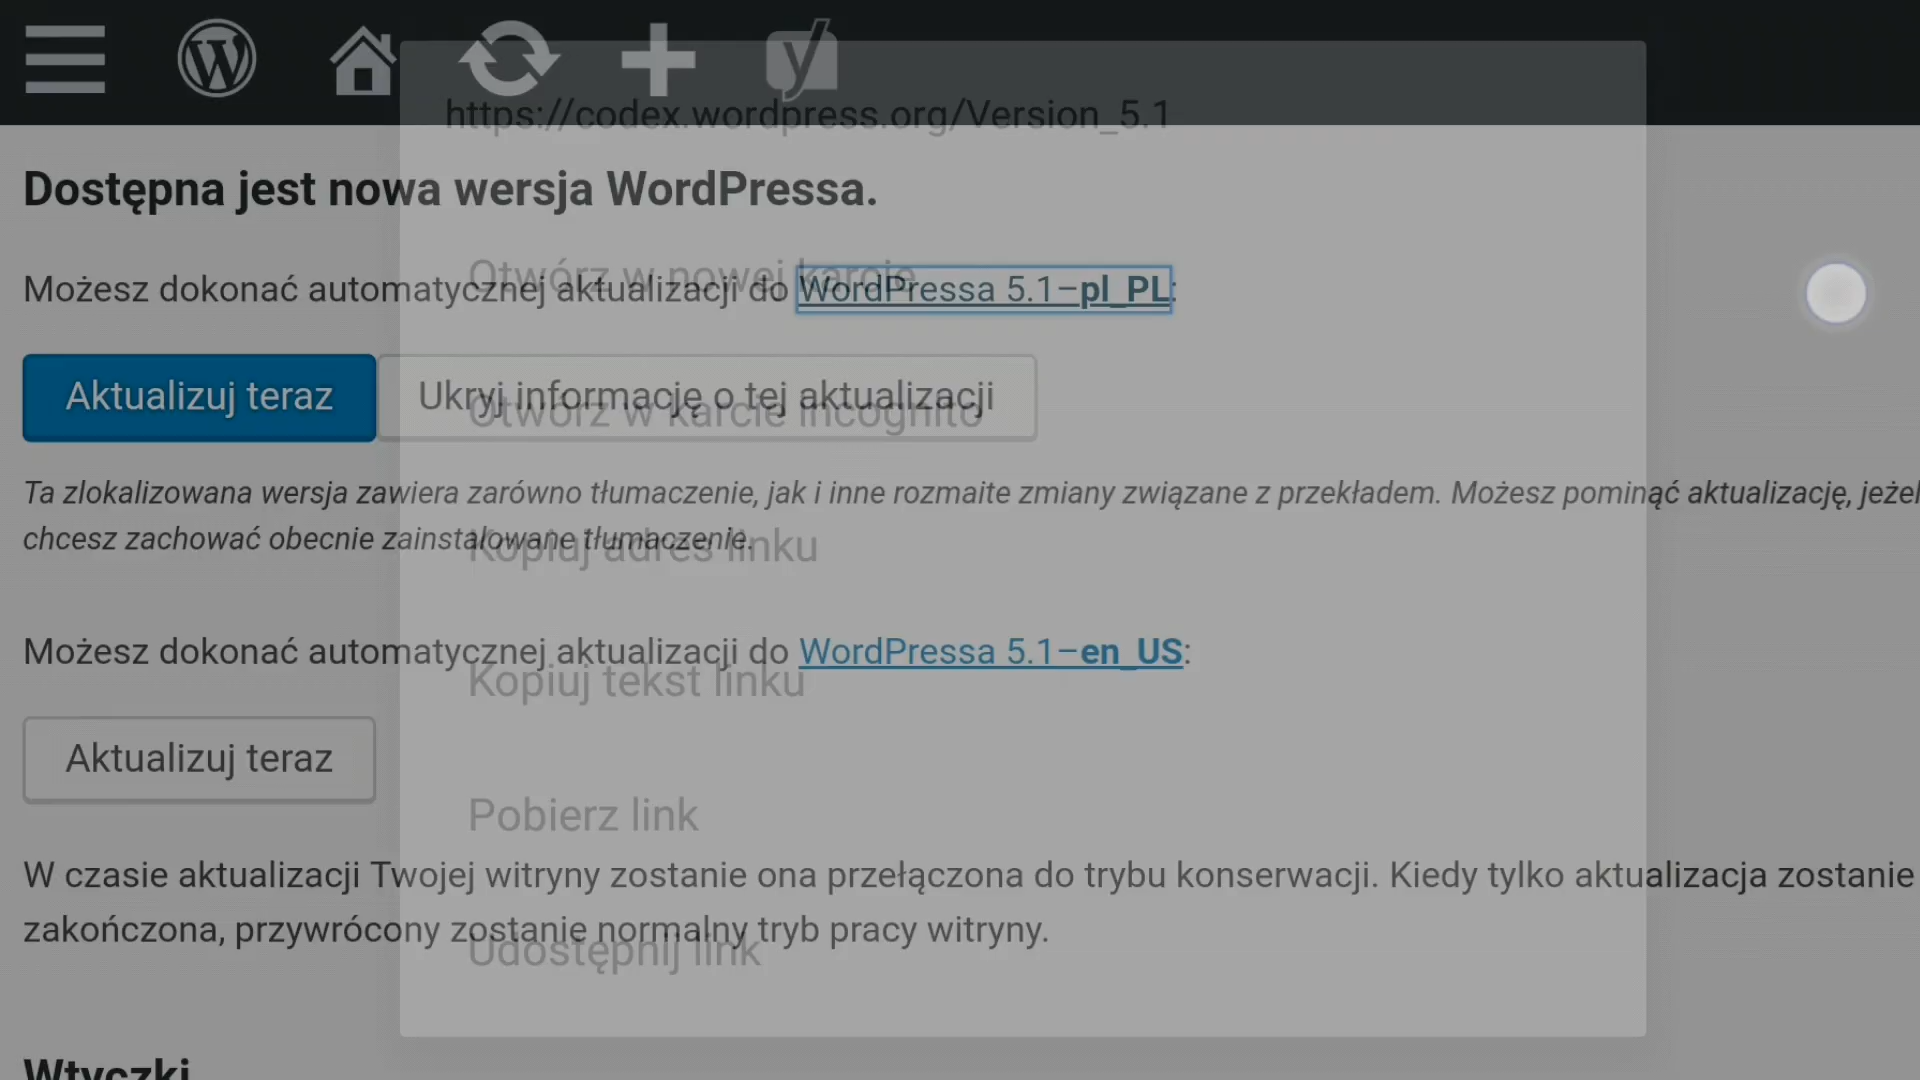 https://codex.wordpress.org/Version_5.1
Dostępna jest nowa wersja WordPressa.
Otwórz w nowej karcie
Możesz dokonać automatycznej aktualizacji do WordPressa 5.1–pl_PL:
Aktualizuj teraz
Ukryj informację o tej aktualizacji
Otwórz w karcie incognito
Ta zlokalizowana wersja zawiera zarówno tłumaczenie, jak i inne rozmaite zmiany związane z przekładem. Możesz pominąć aktualizację, jeżel
chcesz zachować obecnie zainstalowane tłumaczenie.
Kopiuj adres linku
Możesz dokonać automatycznej aktualizacji do WordPressa 5.1–en_US:
Kopiuj tekst linku
Aktualizuj teraz
Pobierz link
W czasie aktualizacji Twojej witryny zostanie ona przełączona do trybu konserwacji. Kiedy tylko aktualizacja zostanie
zakończona, przywrócony zostanie normalny tryb pracy witryny.
Udostępnij link
Wtyczki